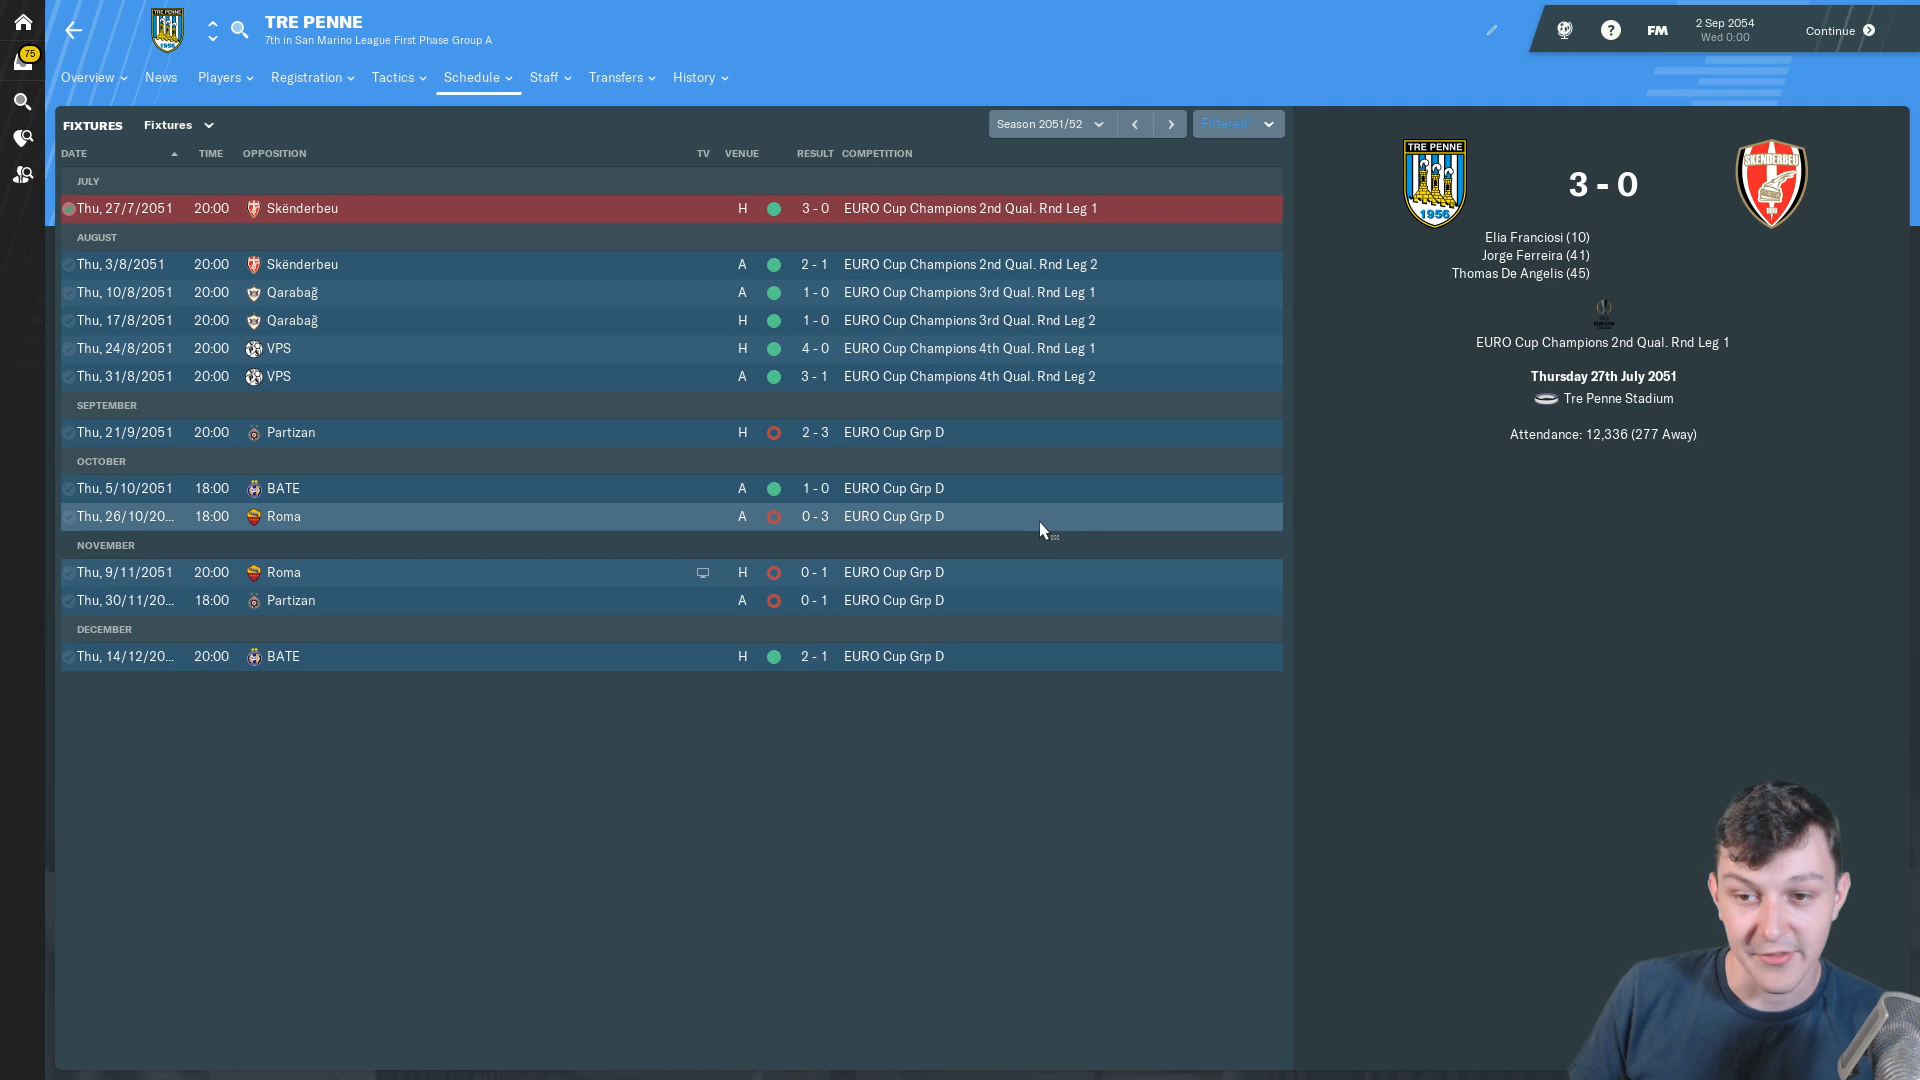 TRE PENNE
7th in San Marino League First Phase Group A
75
FM
2 Sep 2054
Wed 0:00
Continue
Overview
News
Players
Registration
Tactics
Schedule
Staff
Transfers
History
FIXTURES Fixtures
Season 2051/52
Filtered*
DATE TIME OPPOSITION TV VENUE RESULT COMPETITION
JULY
Thu, 27/7/2051 20:00 Skënderbeu H 3 - 0 EURO Cup Champions 2nd Qual. Rnd Leg 1
AUGUST
Thu, 3/8/2051 20:00 Skënderbeu A 2 - 1 EURO Cup Champions 2nd Qual. Rnd Leg 2
Thu, 10/8/2051 20:00 Qarabağ A 1 - 0 EURO Cup Champions 3rd Qual. Rnd Leg 1
Thu, 17/8/2051 20:00 Qarabağ H 1 - 0 EURO Cup Champions 3rd Qual. Rnd Leg 2
Thu, 24/8/2051 20:00 VPS H 4 - 0 EURO Cup Champions 4th Qual. Rnd Leg 1
Thu, 31/8/2051 20:00 VPS A 3 - 1 EURO Cup Champions 4th Qual. Rnd Leg 2
SEPTEMBER
Thu, 21/9/2051 20:00 Partizan H 2 - 3 EURO Cup Grp D
OCTOBER
Thu, 5/10/2051 18:00 BATE A 1 - 0 EURO Cup Grp D
Thu, 26/10/20... 18:00 Roma A 0 - 3 EURO Cup Grp D
NOVEMBER
Thu, 9/11/2051 20:00 Roma H 0 - 1 EURO Cup Grp D
Thu, 30/11/20... 18:00 Partizan A 0 - 1 EURO Cup Grp D
DECEMBER
Thu, 14/12/20... 20:00 BATE H 2 - 1 EURO Cup Grp D
TRE PENNE
1956
3 - 0
SKENDERBEU
Elia Franciosi (10)
Jorge Ferreira (41)
Thomas De Angelis (45)
EURO Cup Champions 2nd Qual. Rnd Leg 1
Thursday 27th July 2051
Tre Penne Stadium
Attendance: 12,336 (277 Away)